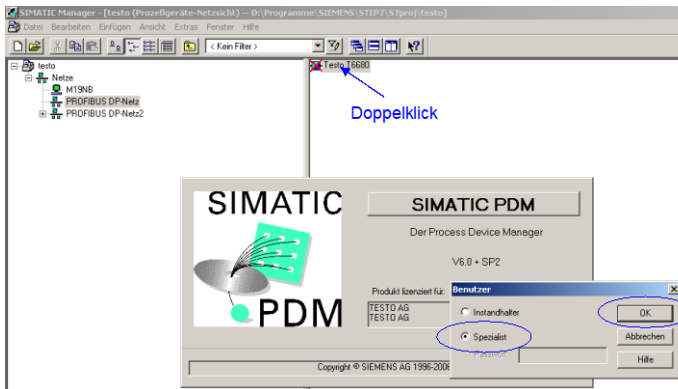 SIMATIC Manager - [testo (Prozeßgeräte-Netzsicht) -- D:\Programme\SIEMENS\STEP7\S7proj\testo]
Datei Bearbeiten Einfügen Ansicht Extras Fenster Hilfe
< Kein Filter >
testo
Netze
M19NB
PROFIBUS DP-Netz
PROFIBUS DP-Netz2
Testo T6680
Doppelklick
SIMATIC
PDM
SIMATIC PDM
Der Process Device Manager
V6.0 + SP2
Produkt lizenziert für:
TESTO AG
TESTO AG
Copyright © SIEMENS AG 1996-2006
Benutzer
Instandhalter
Spezialist
Passwort:
OK
Abbrechen
Hilfe